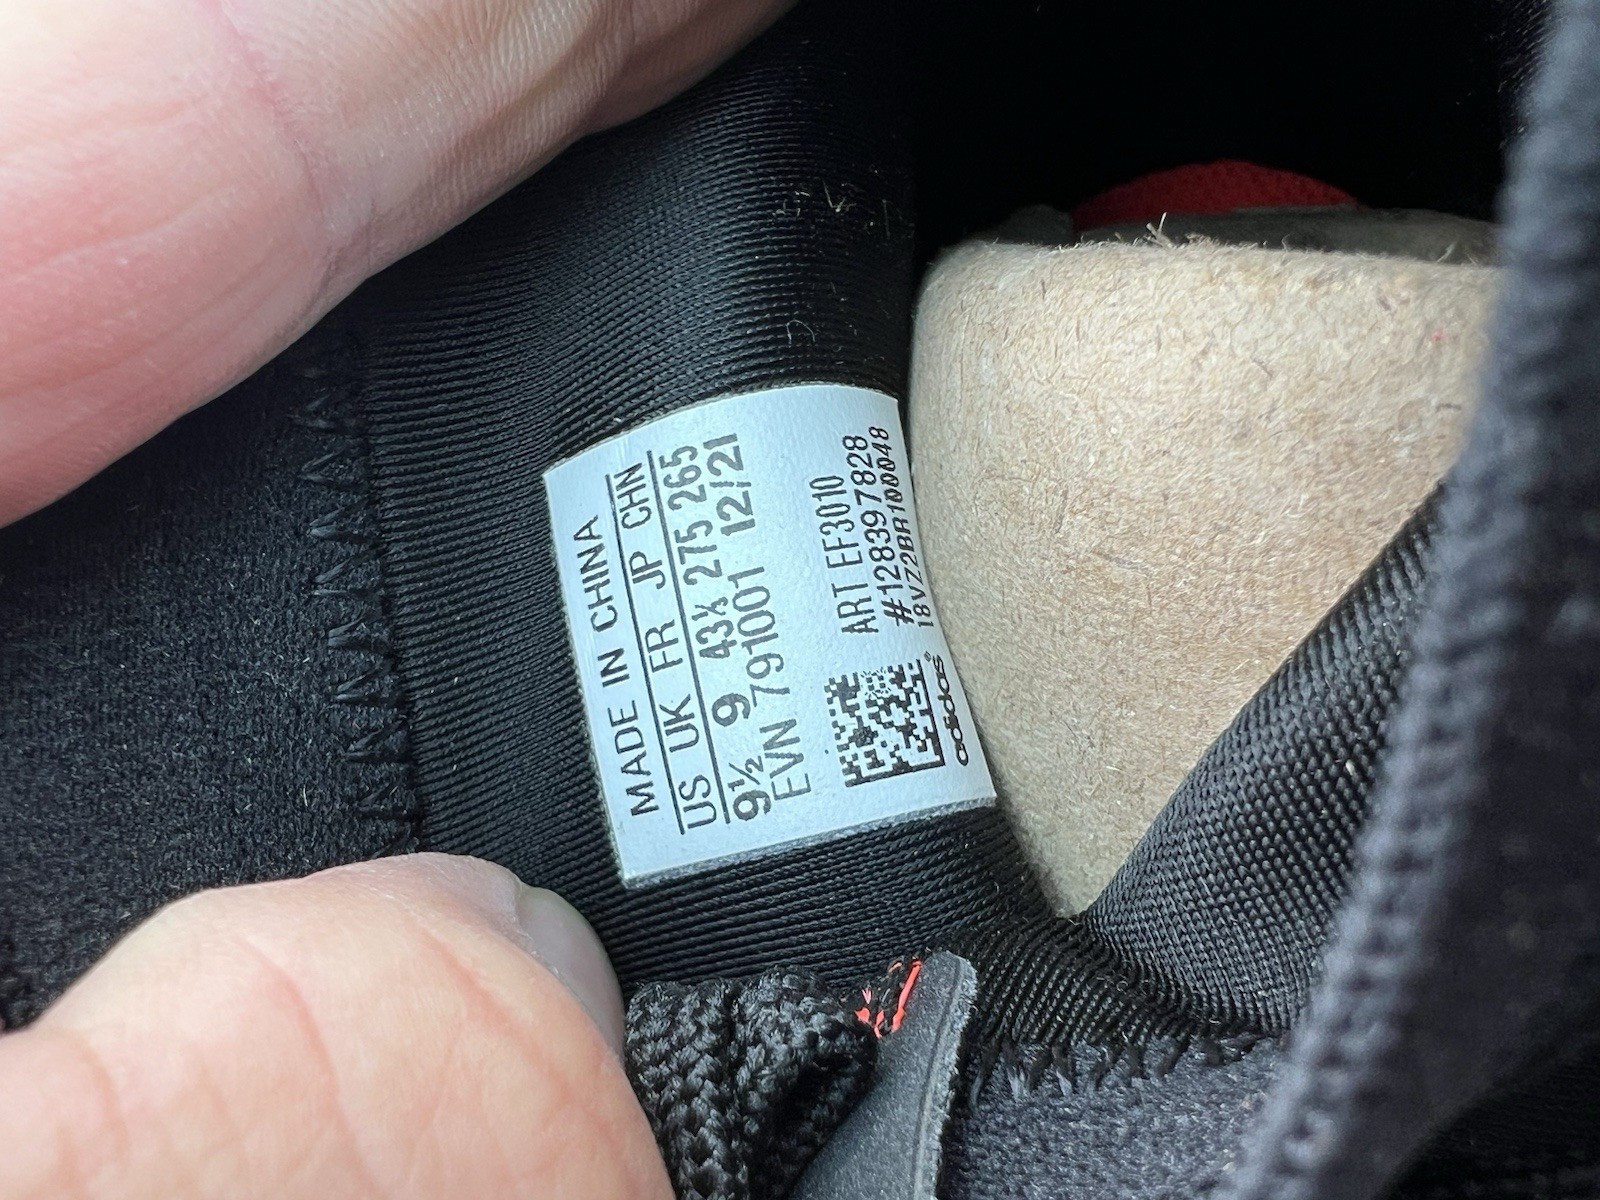 MADE IN CHINA
US UK FR JP CHN
9½ 9 43⅓ 275 265
EVN 791001 12/21
ART EF3010
#128397828
18VZ2BR100048
adidas®